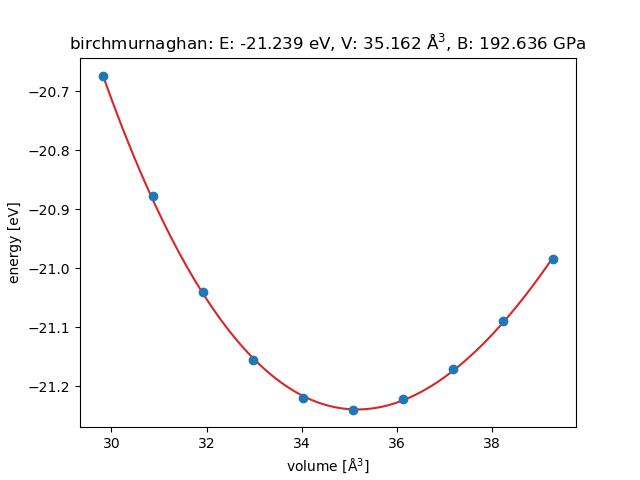 birchmurnaghan: E: -21.239 eV, V: 35.162 Å³, B: 192.636 GPa
energy [eV]
−20.7
−20.8
−20.9
−21.0
−21.1
−21.2
30 32 34 36 38
volume [Å³]